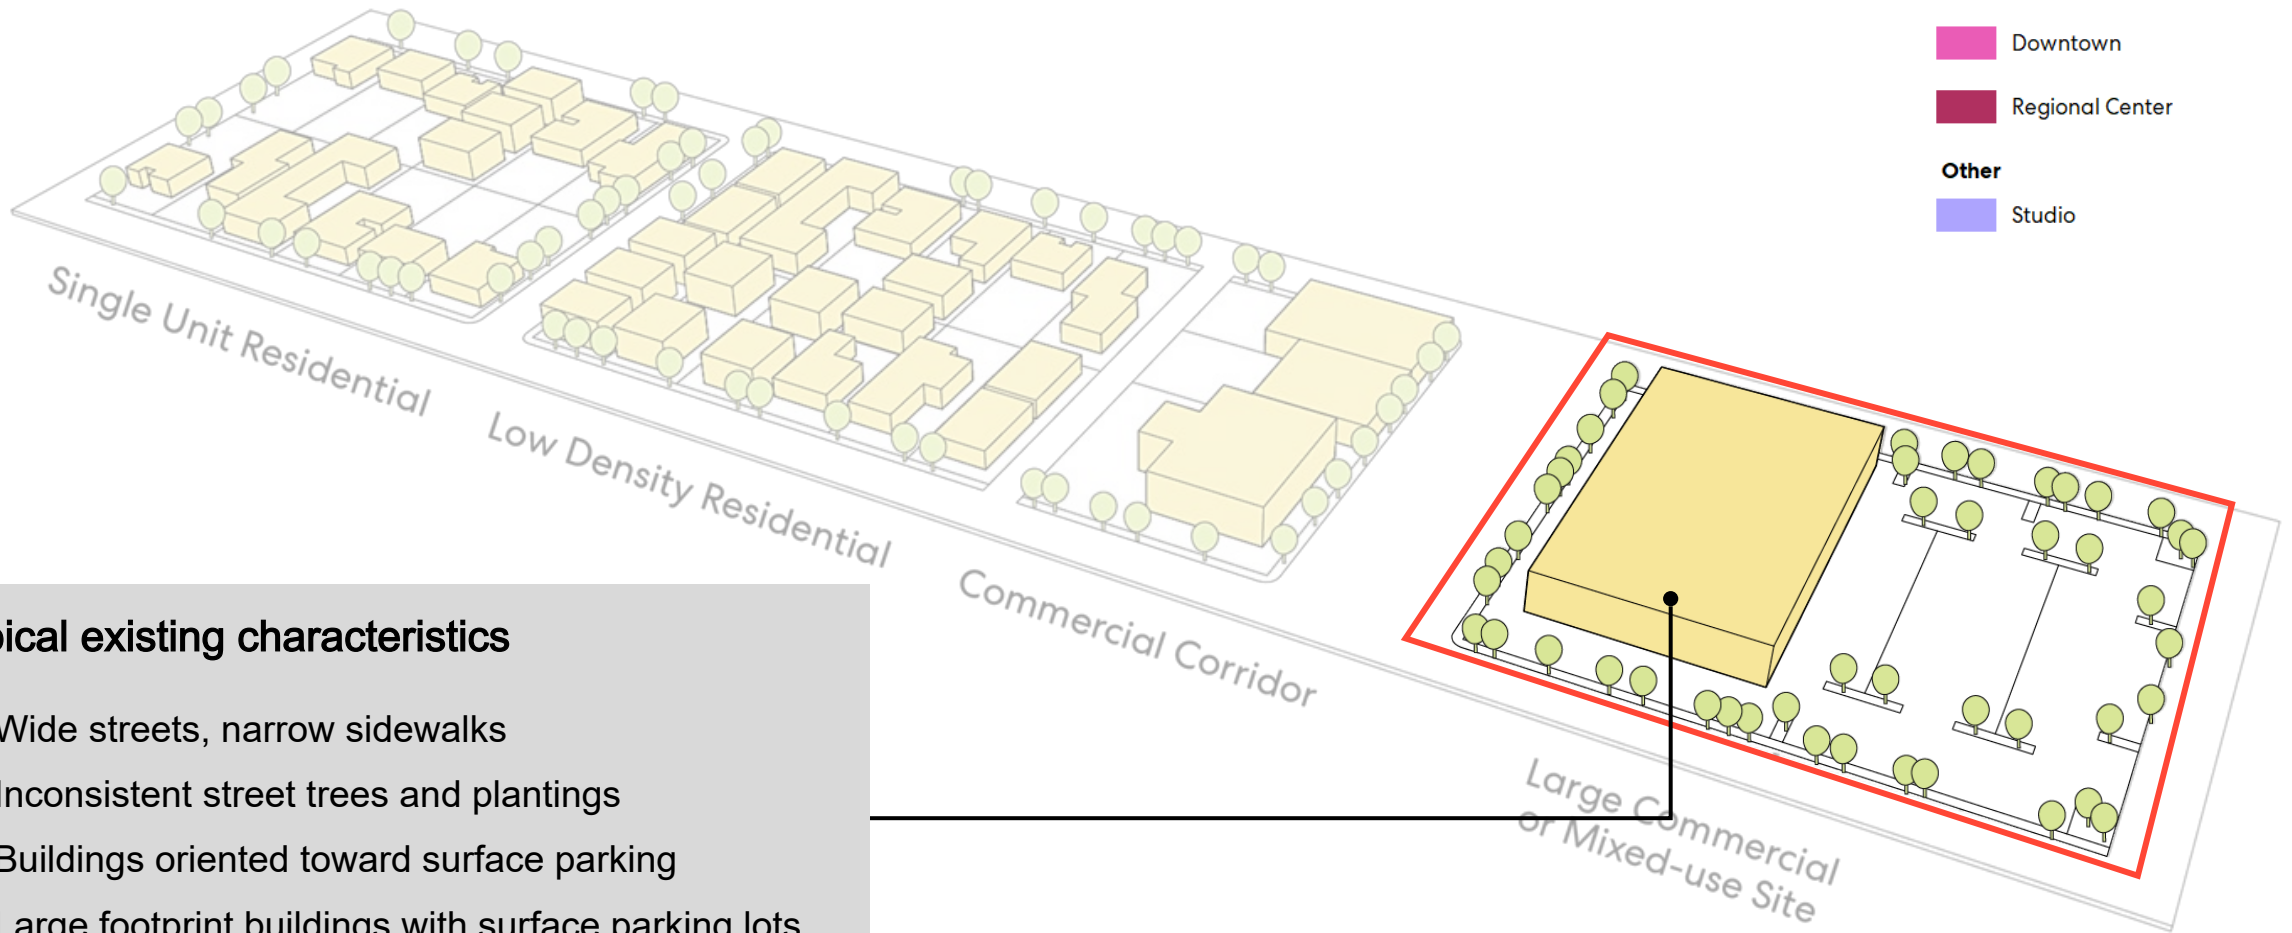 Downtown
Regional Center
Other
Studio
Single Unit Residential
Low Density Residential
Commercial Corridor
Large Commercial
or Mixed-use Site
pical existing characteristics
Wide streets, narrow sidewalks
Inconsistent street trees and plantings
Buildings oriented toward surface parking
Large footprint buildings with surface parking lots